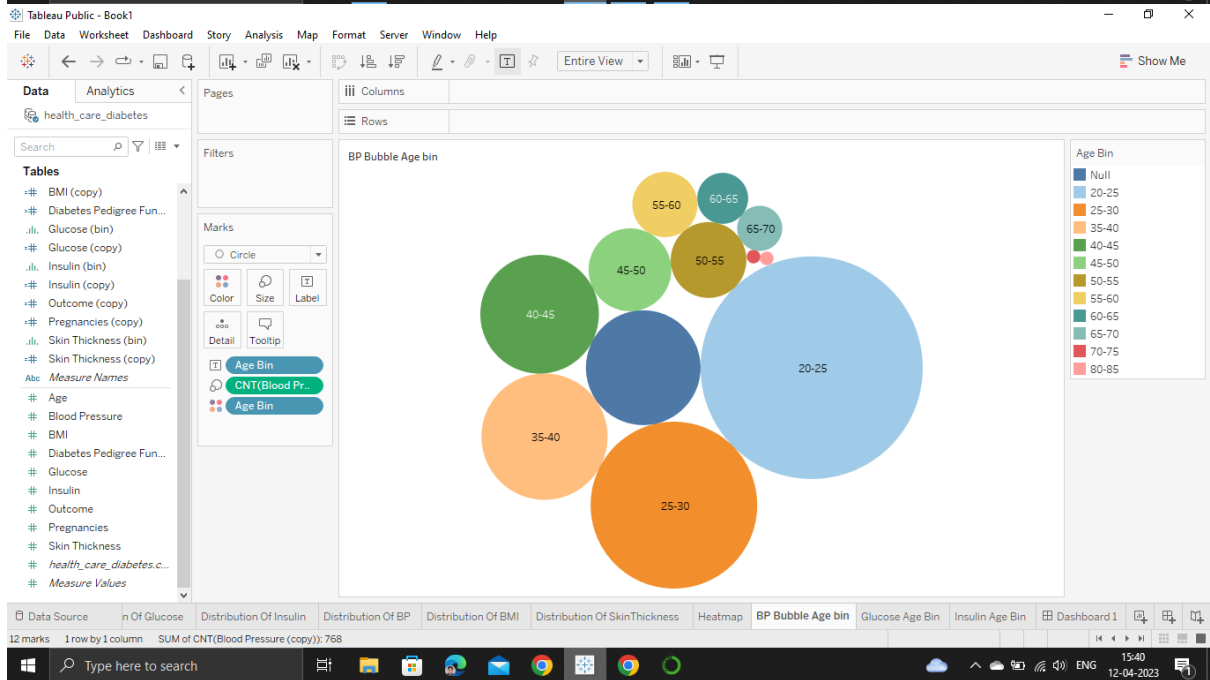 Tableau Public - Book1
File Data Worksheet Dashboard Story Analysis Map Format Server Window Help
Entire View
Show Me
Data Analytics
health_care_diabetes
Search
Tables
BMI (copy)
Diabetes Pedigree Fun...
Glucose (bin)
Glucose (copy)
Insulin (bin)
Insulin (copy)
Outcome (copy)
Pregnancies (copy)
Skin Thickness (bin)
Skin Thickness (copy)
Abc Measure Names
Age
Blood Pressure
BMI
Diabetes Pedigree Fun...
Glucose
Insulin
Outcome
Pregnancies
Skin Thickness
health_care_diabetes.c...
Measure Values
Pages
Filters
Marks
Circle
Color Size Label
Detail Tooltip
Age Bin
CNT(Blood Pr..
Age Bin
Columns
Rows
BP Bubble Age bin
55-60
60-65
65-70
45-50
50-55
40-45
20-25
35-40
25-30
Age Bin
Null
20-25
25-30
35-40
40-45
45-50
50-55
55-60
60-65
65-70
70-75
80-85
Data Source n Of Glucose Distribution Of Insulin Distribution Of BP Distribution Of BMI Distribution Of SkinThickness Heatmap BP Bubble Age bin Glucose Age Bin Insulin Age Bin Dashboard 1
12 marks 1 row by 1 column SUM of CNT(Blood Pressure (copy)): 768
Type here to search
ENG
15:40
12-04-2023
1